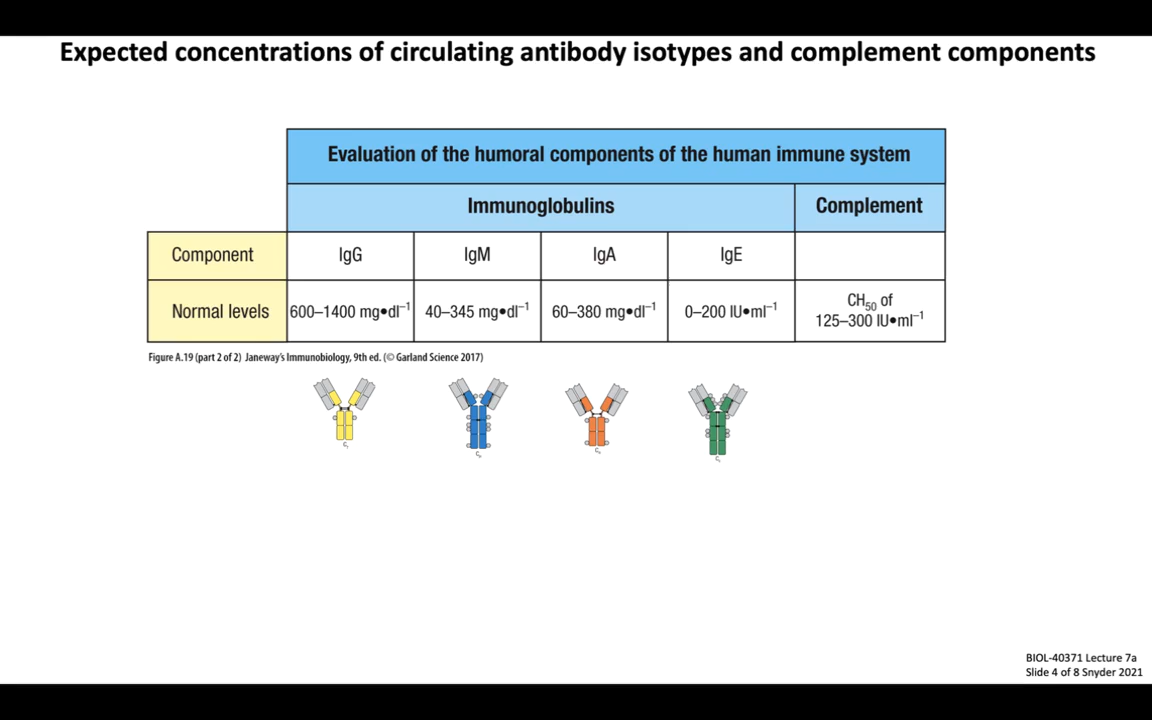 Expected concentrations of circulating antibody isotypes and complement components
Evaluation of the humoral components of the human immune system
Immunoglobulins Complement
Component IgG IgM IgA IgE
Normal levels 600–1400 mg•dl⁻¹ 40–345 mg•dl⁻¹ 60–380 mg•dl⁻¹ 0–200 IU•ml⁻¹ CH₅₀ of
125–300 IU•ml⁻¹
Figure A.19 (part 2 of 2) Janeway's Immunobiology, 9th ed. (© Garland Science 2017)
BIOL-40371 Lecture 7a
Slide 4 of 8 Snyder 2021